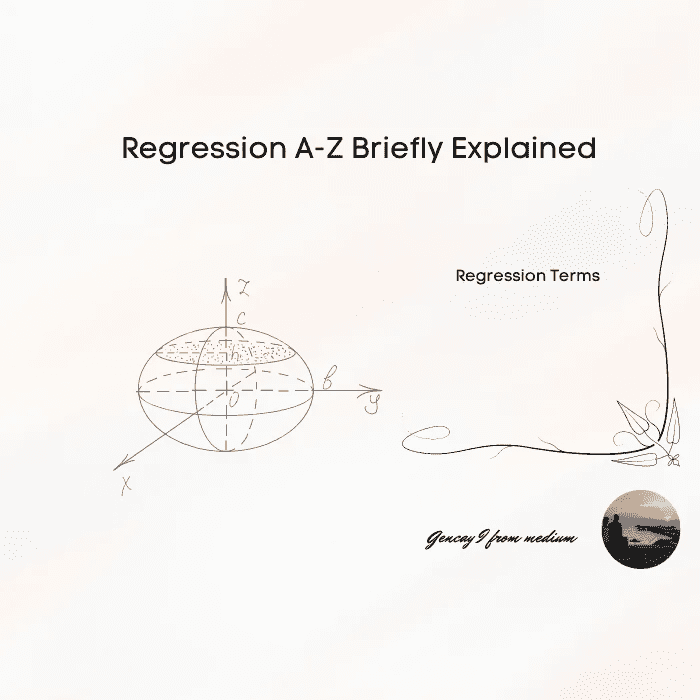 Regression A-Z Briefly Explained
Regression Terms
z
c
h
b
0
y
x
Gencay I from medium